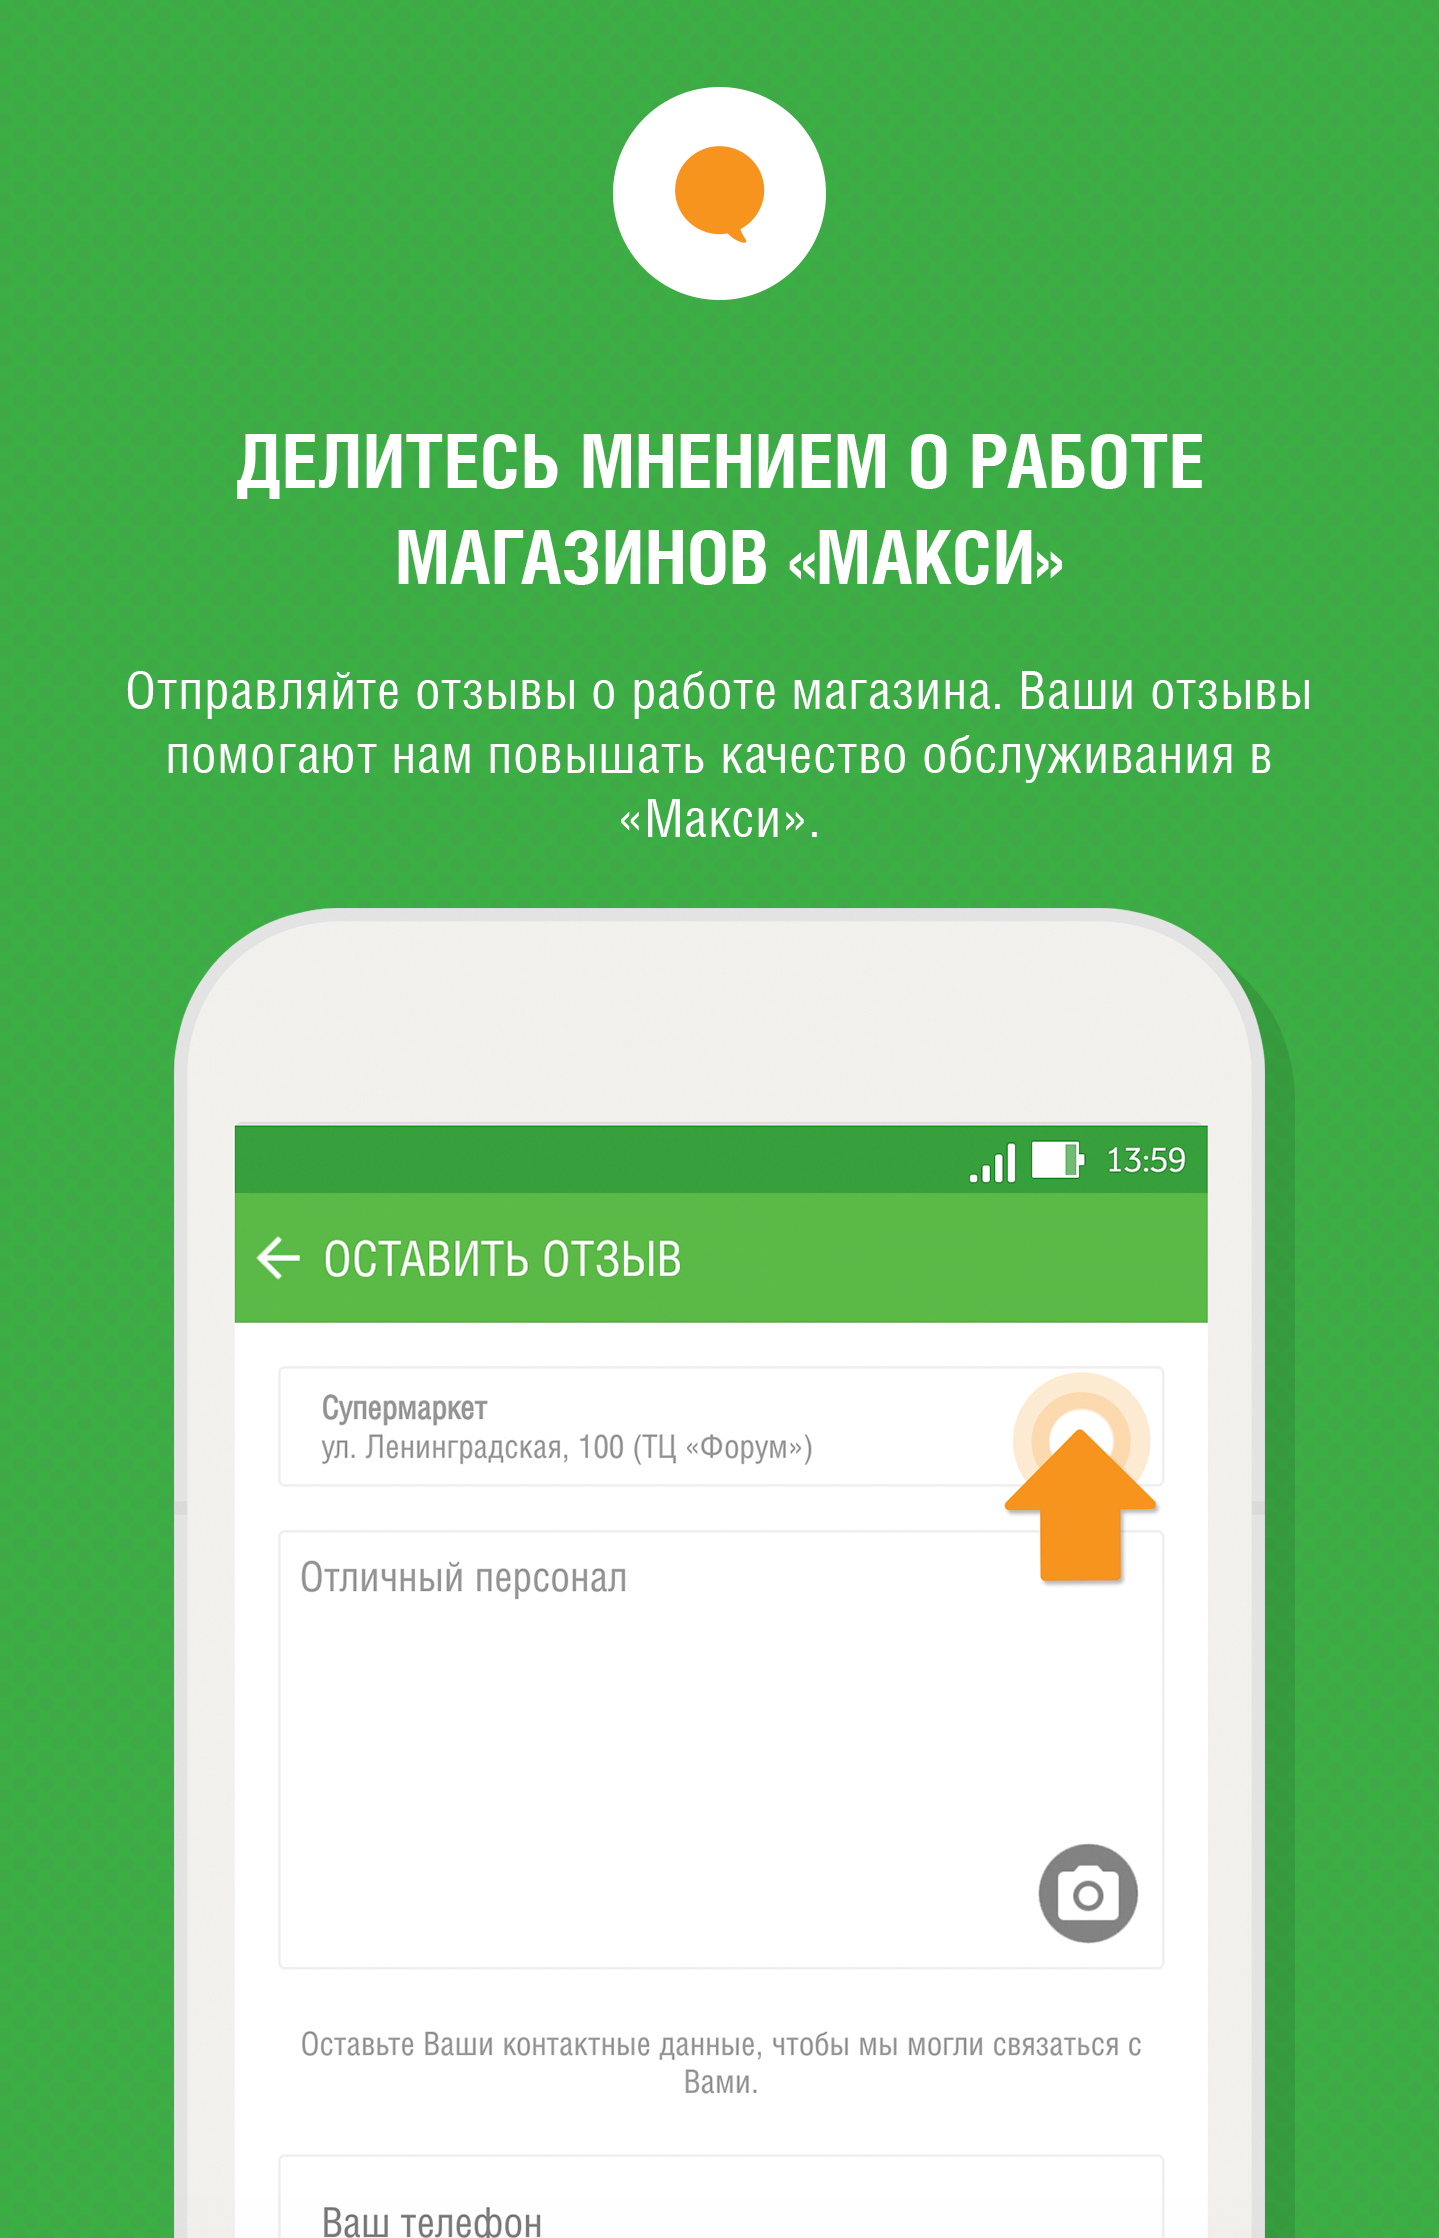 ДЕЛИТЕСЬ МНЕНИЕМ О РАБОТЕ
МАГАЗИНОВ «МАКСИ»
Отправляйте отзывы о работе магазина. Ваши отзывы
помогают нам повышать качество обслуживания в
«Макси».
13:59
ОСТАВИТЬ ОТЗЫВ
Супермаркет
ул. Ленинградская, 100 (ТЦ «Форум»)
Отличный персонал
Оставьте Ваши контактные данные, чтобы мы могли связаться с
Вами.
Ваш телефон